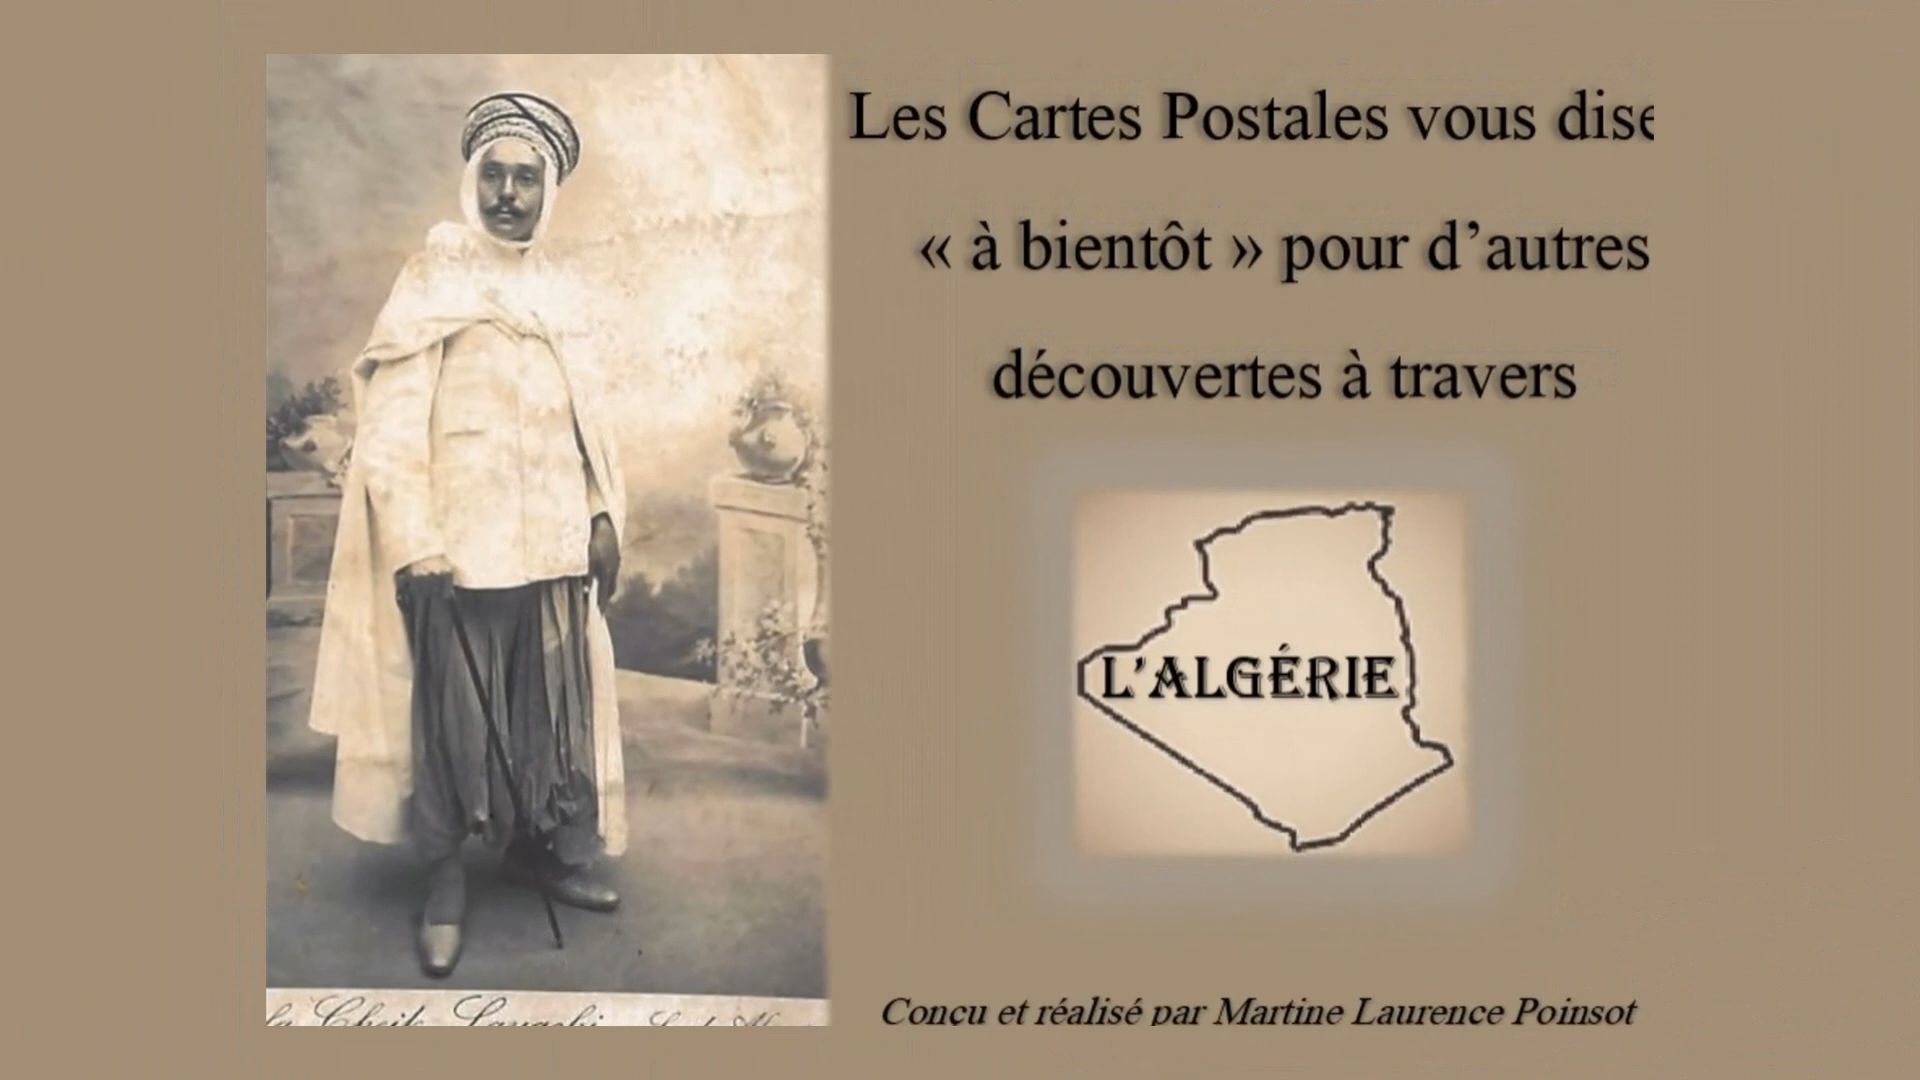 Les Cartes Postales vous dise
« à bientôt » pour d’autres
découvertes à travers
L’ALGÉRIE
Conçu et réalisé par Martine Laurence Poinsot